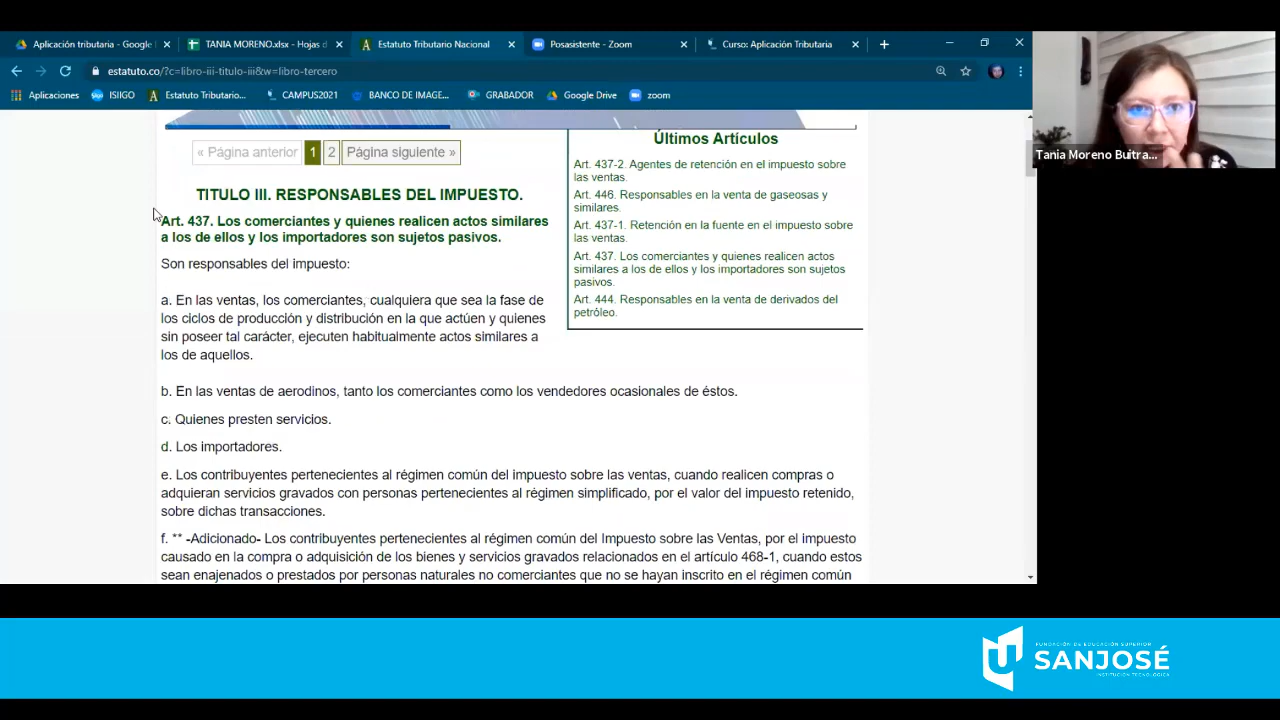 Aplicación tributaria - Google
TANIA MORENO.xlsx - Hojas d
Estatuto Tributario Nacional
Posasistente - Zoom
Curso: Aplicación Tributaria
estatuto.co/?c=libro-iii-titulo-iii&w=libro-tercero
Aplicaciones
ISIIGO
Estatuto Tributario...
CAMPUS2021
BANCO DE IMAGE...
GRABADOR
Google Drive
zoom
Tania Moreno Buitra...
« Página anterior
1
2
Página siguiente »
TITULO III. RESPONSABLES DEL IMPUESTO.
Art. 437. Los comerciantes y quienes realicen actos similares
a los de ellos y los importadores son sujetos pasivos.
Son responsables del impuesto:
a. En las ventas, los comerciantes, cualquiera que sea la fase de
los ciclos de producción y distribución en la que actúen y quienes
sin poseer tal carácter, ejecuten habitualmente actos similares a
los de aquellos.
b. En las ventas de aerodinos, tanto los comerciantes como los vendedores ocasionales de éstos.
c. Quienes presten servicios.
d. Los importadores.
e. Los contribuyentes pertenecientes al régimen común del impuesto sobre las ventas, cuando realicen compras o
adquieran servicios gravados con personas pertenecientes al régimen simplificado, por el valor del impuesto retenido,
sobre dichas transacciones.
f. ** -Adicionado- Los contribuyentes pertenecientes al régimen común del Impuesto sobre las Ventas, por el impuesto
causado en la compra o adquisición de los bienes y servicios gravados relacionados en el artículo 468-1, cuando estos
sean enajenados o prestados por personas naturales no comerciantes que no se hayan inscrito en el régimen común
Últimos Artículos
Art. 437-2. Agentes de retención en el impuesto sobre
las ventas.
Art. 446. Responsables en la venta de gaseosas y
similares.
Art. 437-1. Retención en la fuente en el impuesto sobre
las ventas.
Art. 437. Los comerciantes y quienes realicen actos
similares a los de ellos y los importadores son sujetos
pasivos.
Art. 444. Responsables en la venta de derivados del
petróleo.
FUNDACIÓN DE EDUCACIÓN SUPERIOR
SANJOSÉ
INSTITUCIÓN TECNOLÓGICA